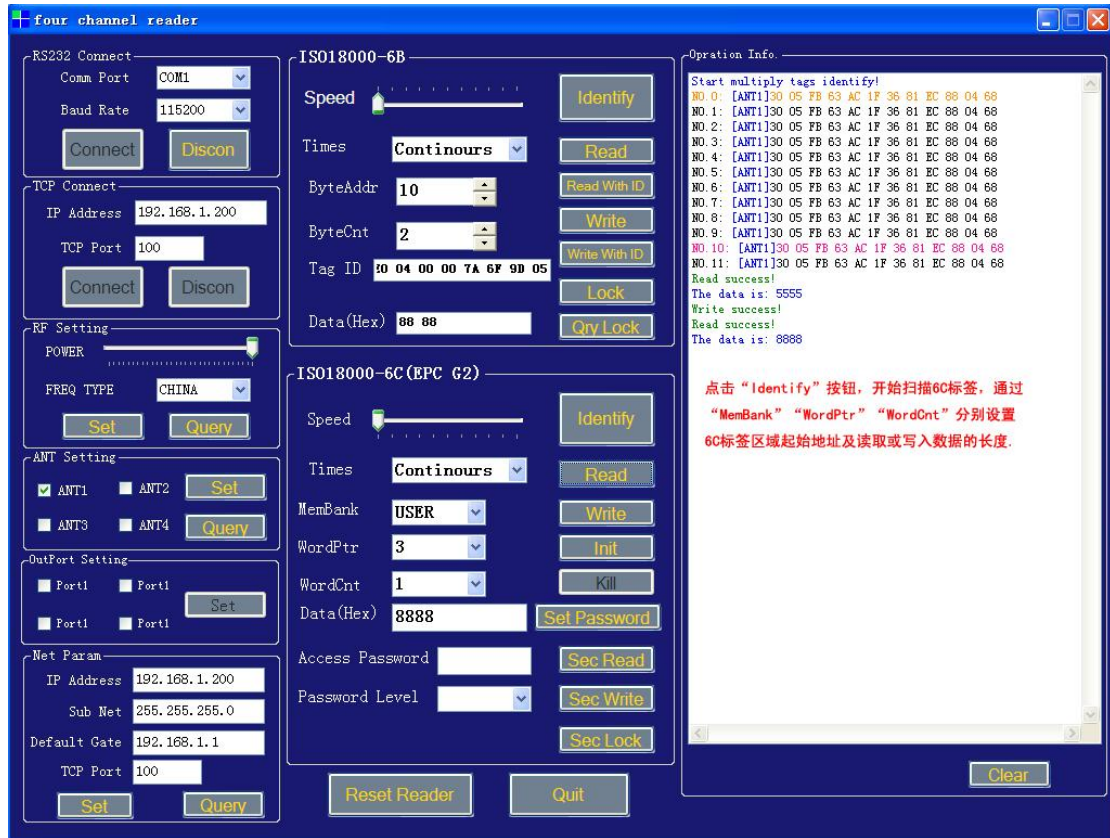 four channel reader
RS232 Connect
Comm Port COM1
Baud Rate 115200
Connect Discon
TCP Connect
IP Address 192.168.1.200
TCP Port 100
Connect Discon
RF Setting
POWER
FREQ TYPE CHINA
Set Query
ANT Setting
ANT1 ANT2 Set
ANT3 ANT4 Query
OutPort Setting
Port1 Port1
Set
Port1 Port1
Net Param
IP Address 192.168.1.200
Sub Net 255.255.255.0
Default Gate 192.168.1.1
TCP Port 100
Set Query
ISO18000-6B
Speed Identify
Times Continours Read
ByteAddr 10 Read With ID
Write
ByteCnt 2
Write With ID
Tag ID 04 00 00 7A 6F 9D 05
Lock
Data(Hex) 88 88 Qry Lock
ISO18000-6C(EPC G2)
Speed Identify
Times Continours Read
MemBank USER Write
WordPtr 3 Init
WordCnt 1 Kill
Data(Hex) 8888 Set Password
Access Password Sec Read
Password Level Sec Write
Sec Lock
Reset Reader Quit
Opration Info.
Start multiply tags identify!
NO.0: [ANT1]30 05 FB 63 AC 1F 36 81 EC 88 04 68
NO.1: [ANT1]30 05 FB 63 AC 1F 36 81 EC 88 04 68
NO.2: [ANT1]30 05 FB 63 AC 1F 36 81 EC 88 04 68
NO.3: [ANT1]30 05 FB 63 AC 1F 36 81 EC 88 04 68
NO.4: [ANT1]30 05 FB 63 AC 1F 36 81 EC 88 04 68
NO.5: [ANT1]30 05 FB 63 AC 1F 36 81 EC 88 04 68
NO.6: [ANT1]30 05 FB 63 AC 1F 36 81 EC 88 04 68
NO.7: [ANT1]30 05 FB 63 AC 1F 36 81 EC 88 04 68
NO.8: [ANT1]30 05 FB 63 AC 1F 36 81 EC 88 04 68
NO.9: [ANT1]30 05 FB 63 AC 1F 36 81 EC 88 04 68
NO.10: [ANT1]30 05 FB 63 AC 1F 36 81 EC 88 04 68
NO.11: [ANT1]30 05 FB 63 AC 1F 36 81 EC 88 04 68
Read success!
The data is: 5555
Write success!
Read success!
The data is: 8888
点击“Identify”按钮，开始扫描6C标签，通过
“MemBank”“WordPtr”“WordCnt”分别设置
6C标签区域起始地址及读取或写入数据的长度.
Clear